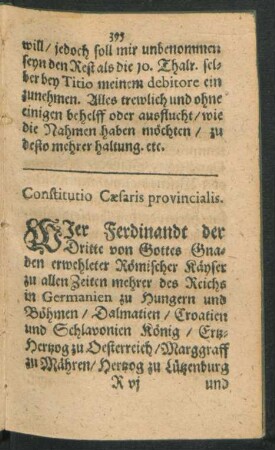 395
will / jedoch soll mir unbenommen
seyn den Rest als die 10. Thalr. sel-
ber bey Titio meinem debitore ein
zunehmen. Alles trewlich und ohne
einigen behelff oder ausflucht / wie
die Nahmen haben möchten / zu
desto mehrer haltung. etc.
Constitutio Cæsaris provincialis.
WJer Ferdinandt der
Dritte von Gottes Gna-
den erwehleter Römischer Käyser
zu allen Zeiten mehrer des Reichs
in Germanien zu Hungern und
Böhmen / Dalmatien / Croatien
und Schlavonien König / Ertz-
Hertzog zu Oesterreich / Marggraff
zu Mähren / Hertzog zu Lützenburg
R vj und